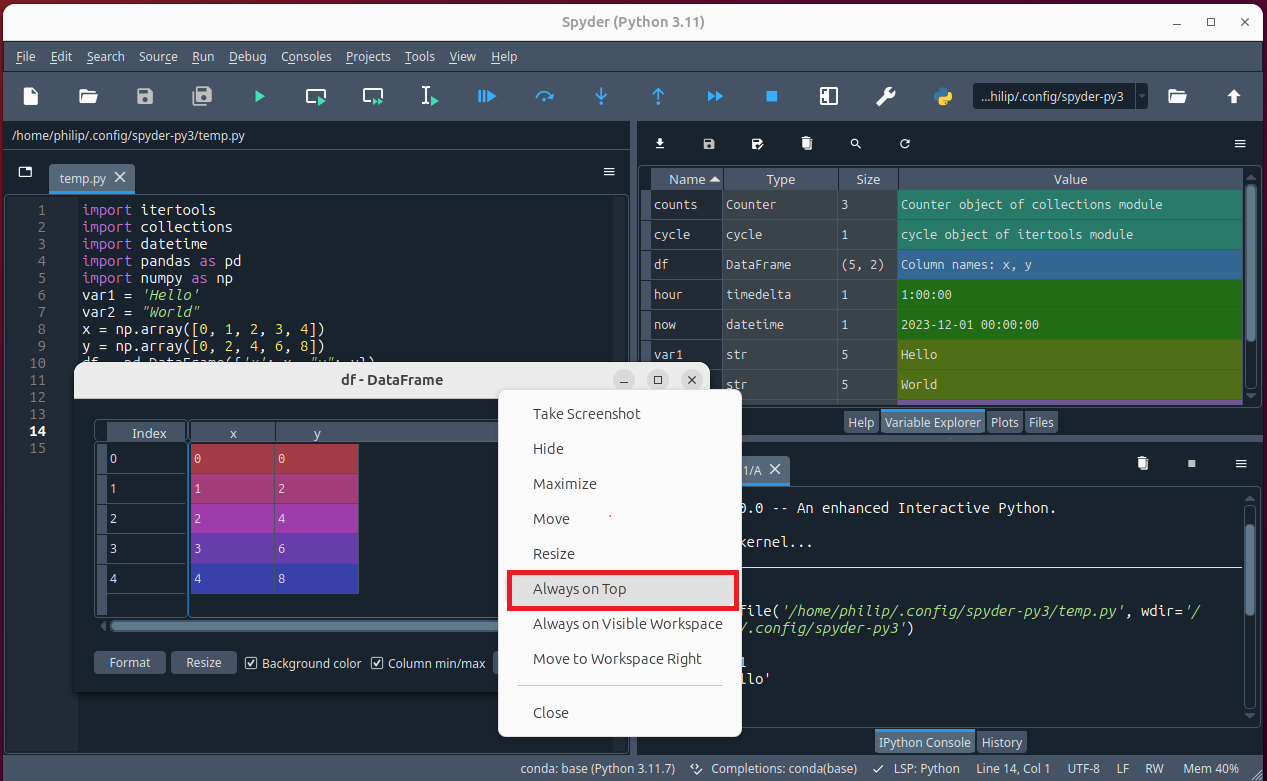 Spyder (Python 3.11)
File Edit Search Source Run Debug Consoles Projects Tools View Help
...hilip/.config/spyder-py3
/home/philip/.config/spyder-py3/temp.py
temp.py
1 import itertools
2 import collections
3 import datetime
4 import pandas as pd
5 import numpy as np
6 var1 = 'Hello'
7 var2 = "World"
8 x = np.array([0, 1, 2, 3, 4])
9 y = np.array([0, 2, 4, 6, 8])
10 df = pd.DataFrame({'x': x, "y": y})
11
12
13
14
15
Name Type Size Value
counts Counter 3 Counter object of collections module
cycle cycle 1 cycle object of itertools module
df DataFrame (5, 2) Column names: x, y
hour timedelta 1 1:00:00
now datetime 1 2023-12-01 00:00:00
var1 str 5 Hello
str 5 World
Help Variable Explorer Plots Files
df - DataFrame
Index x y
0 0 0
1 1 2
2 2 4
3 3 6
4 4 8
Format Resize Background color Column min/max
Take Screenshot
Hide
Maximize
Move
Resize
Always on Top
Always on Visible Workspace
Move to Workspace Right
Close
1/A
0.0 -- An enhanced Interactive Python.
kernel...
file('/home/philip/.config/spyder-py3/temp.py', wdir='/
/.config/spyder-py3')
1
llo'
IPython Console History
conda: base (Python 3.11.7) Completions: conda(base) LSP: Python Line 14, Col 1 UTF-8 LF RW Mem 40%